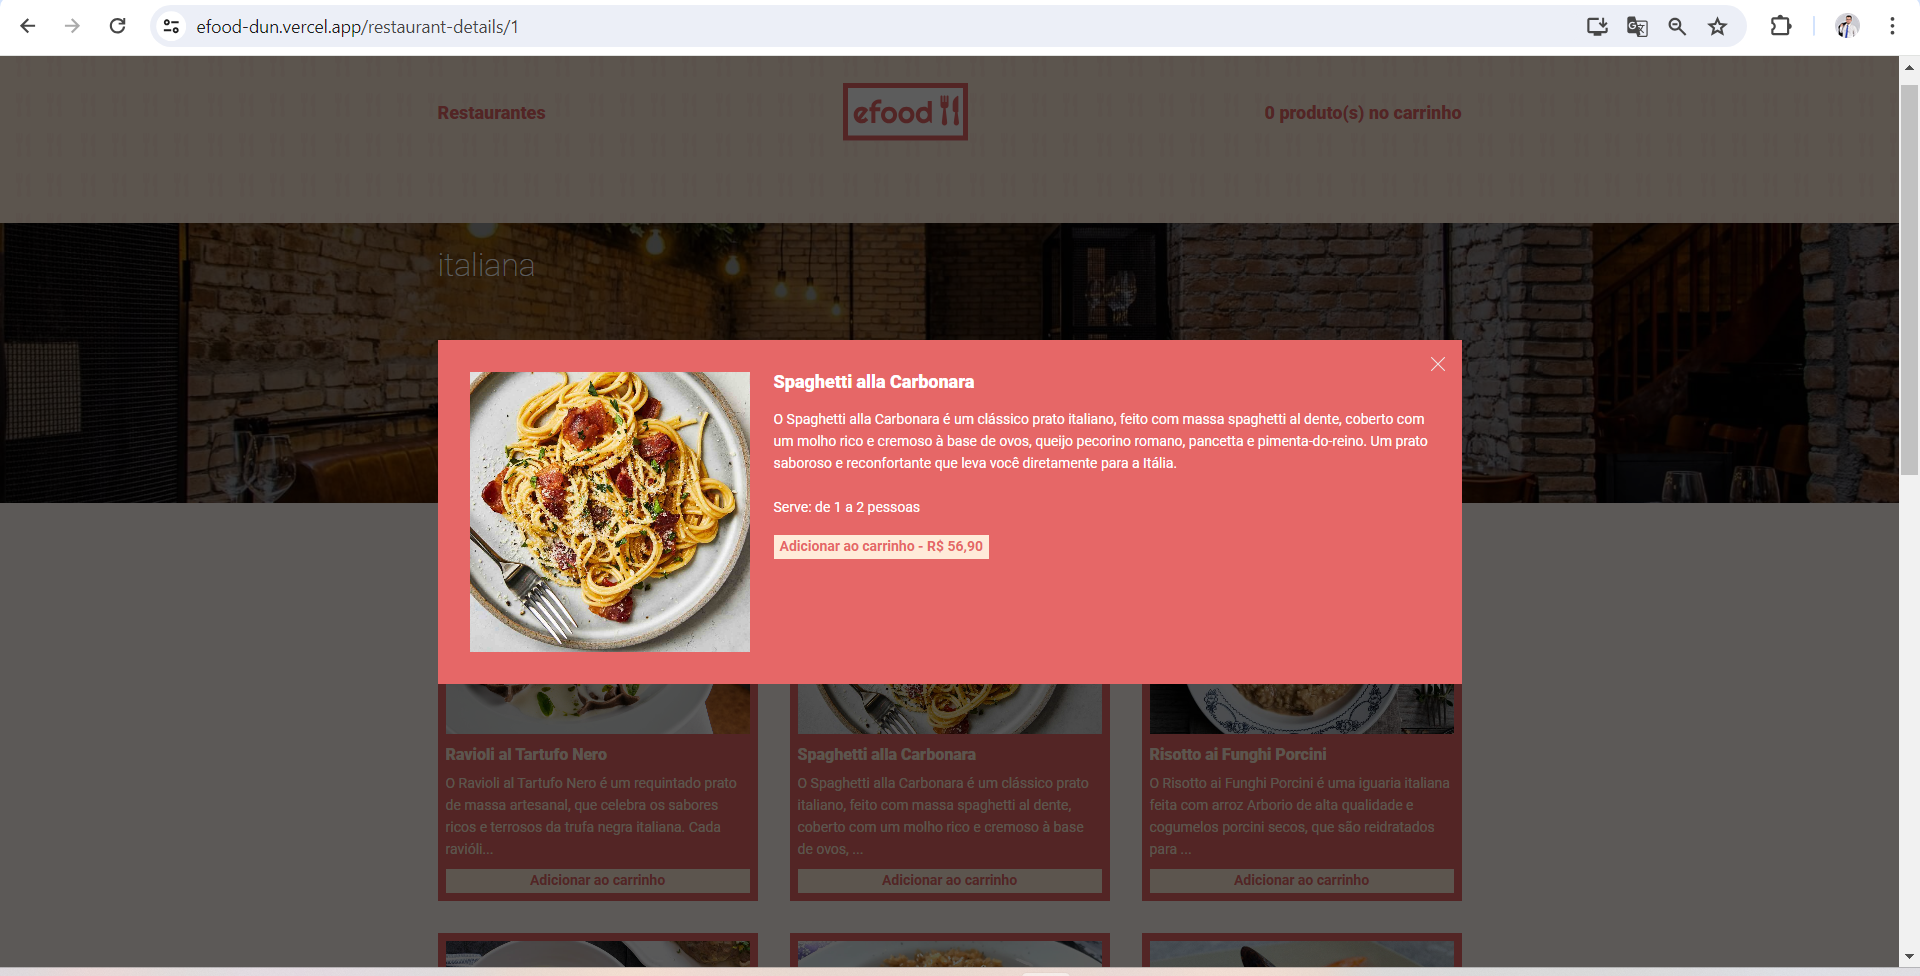 efood-dun.vercel.app/restaurant-details/1
Restaurantes
efood
0 produto(s) no carrinho
italiana
Spaghetti alla Carbonara
O Spaghetti alla Carbonara é um clássico prato italiano, feito com massa spaghetti al dente, coberto com
um molho rico e cremoso à base de ovos, queijo pecorino romano, pancetta e pimenta-do-reino. Um prato
saboroso e reconfortante que leva você diretamente para a Itália.
Serve: de 1 a 2 pessoas
Adicionar ao carrinho - R$ 56,90
Ravioli al Tartufo Nero
O Ravioli al Tartufo Nero é um requintado prato
de massa artesanal, que celebra os sabores
ricos e terrosos da trufa negra italiana. Cada
ravióli...
Adicionar ao carrinho
Spaghetti alla Carbonara
O Spaghetti alla Carbonara é um clássico prato
italiano, feito com massa spaghetti al dente,
coberto com um molho rico e cremoso à base
de ovos, ...
Adicionar ao carrinho
Risotto ai Funghi Porcini
O Risotto ai Funghi Porcini é uma iguaria italiana
feita com arroz Arborio de alta qualidade e
cogumelos porcini secos, que são reidratados
para ...
Adicionar ao carrinho